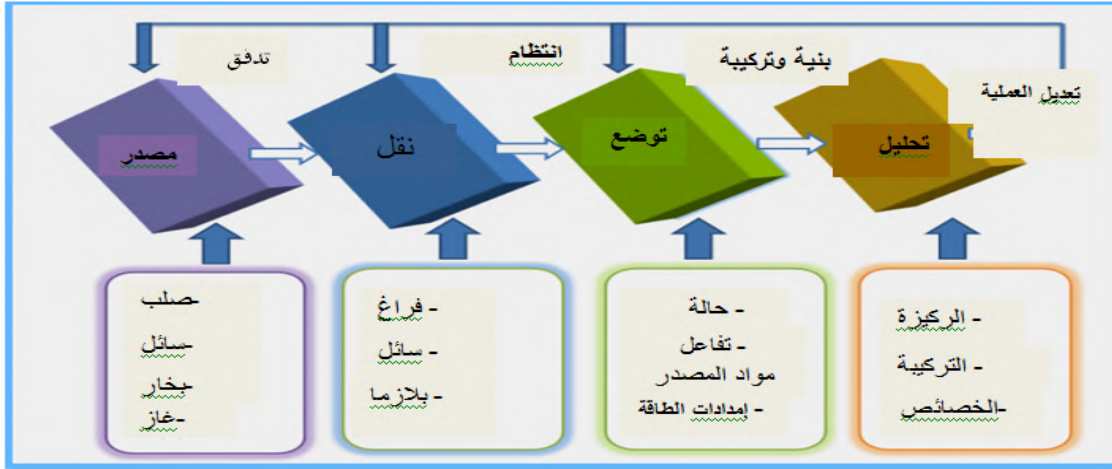 تدفق
انتظام
بنية وتركيبة
تعديل العملية
مصدر
نقل
توضع
تحليل
-صلب
-سائل
-بخار
-غاز
- فراغ
- سائل
- بلازما
- حالة
- تفاعل
مواد المصدر
- إمدادات الطاقة
- الركيزة
- التركيبة
-الخصائص